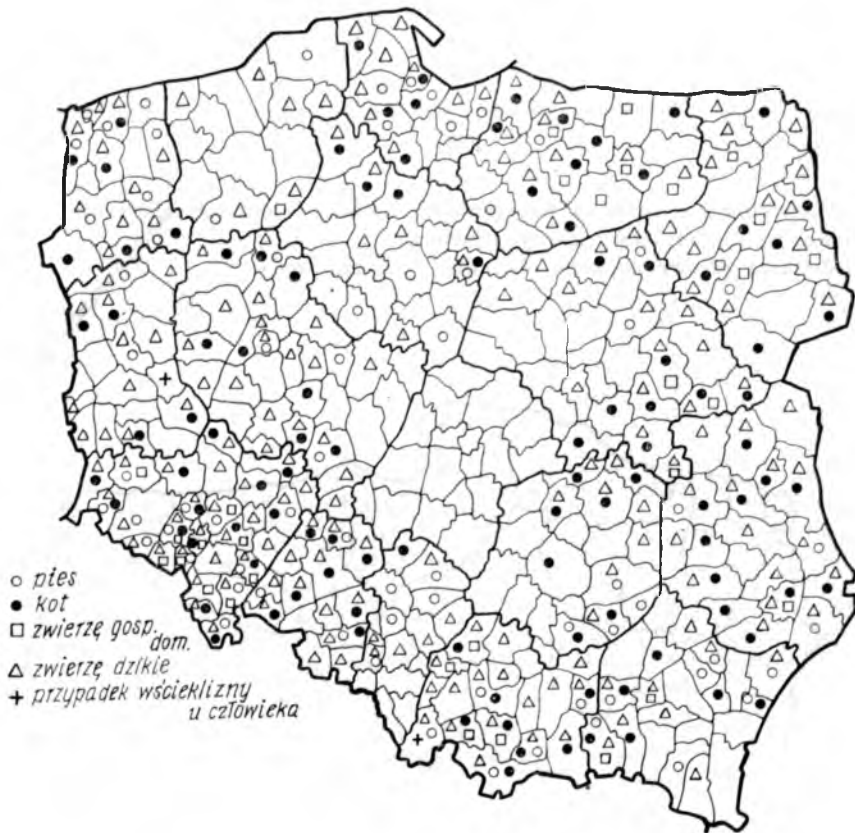 ○ pies
● kot
□ zwierzę gosp.
dom.
△ zwierzę dzikie
+ przypadek wścieklizny
u człowieka